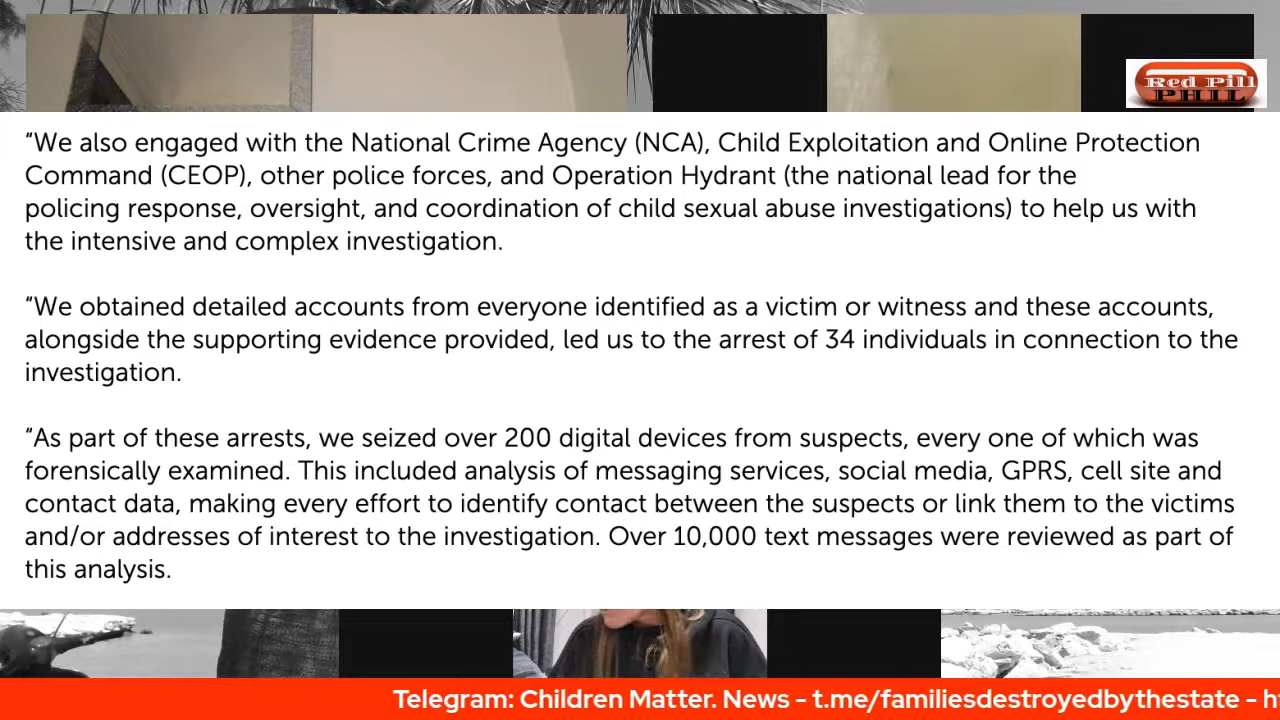 Red Pill
PHIL
“We also engaged with the National Crime Agency (NCA), Child Exploitation and Online Protection
Command (CEOP), other police forces, and Operation Hydrant (the national lead for the
policing response, oversight, and coordination of child sexual abuse investigations) to help us with
the intensive and complex investigation.
“We obtained detailed accounts from everyone identified as a victim or witness and these accounts,
alongside the supporting evidence provided, led us to the arrest of 34 individuals in connection to the
investigation.
“As part of these arrests, we seized over 200 digital devices from suspects, every one of which was
forensically examined. This included analysis of messaging services, social media, GPRS, cell site and
contact data, making every effort to identify contact between the suspects or link them to the victims
and/or addresses of interest to the investigation. Over 10,000 text messages were reviewed as part of
this analysis.
Telegram: Children Matter. News - t.me/familiesdestroyedbythestate - h